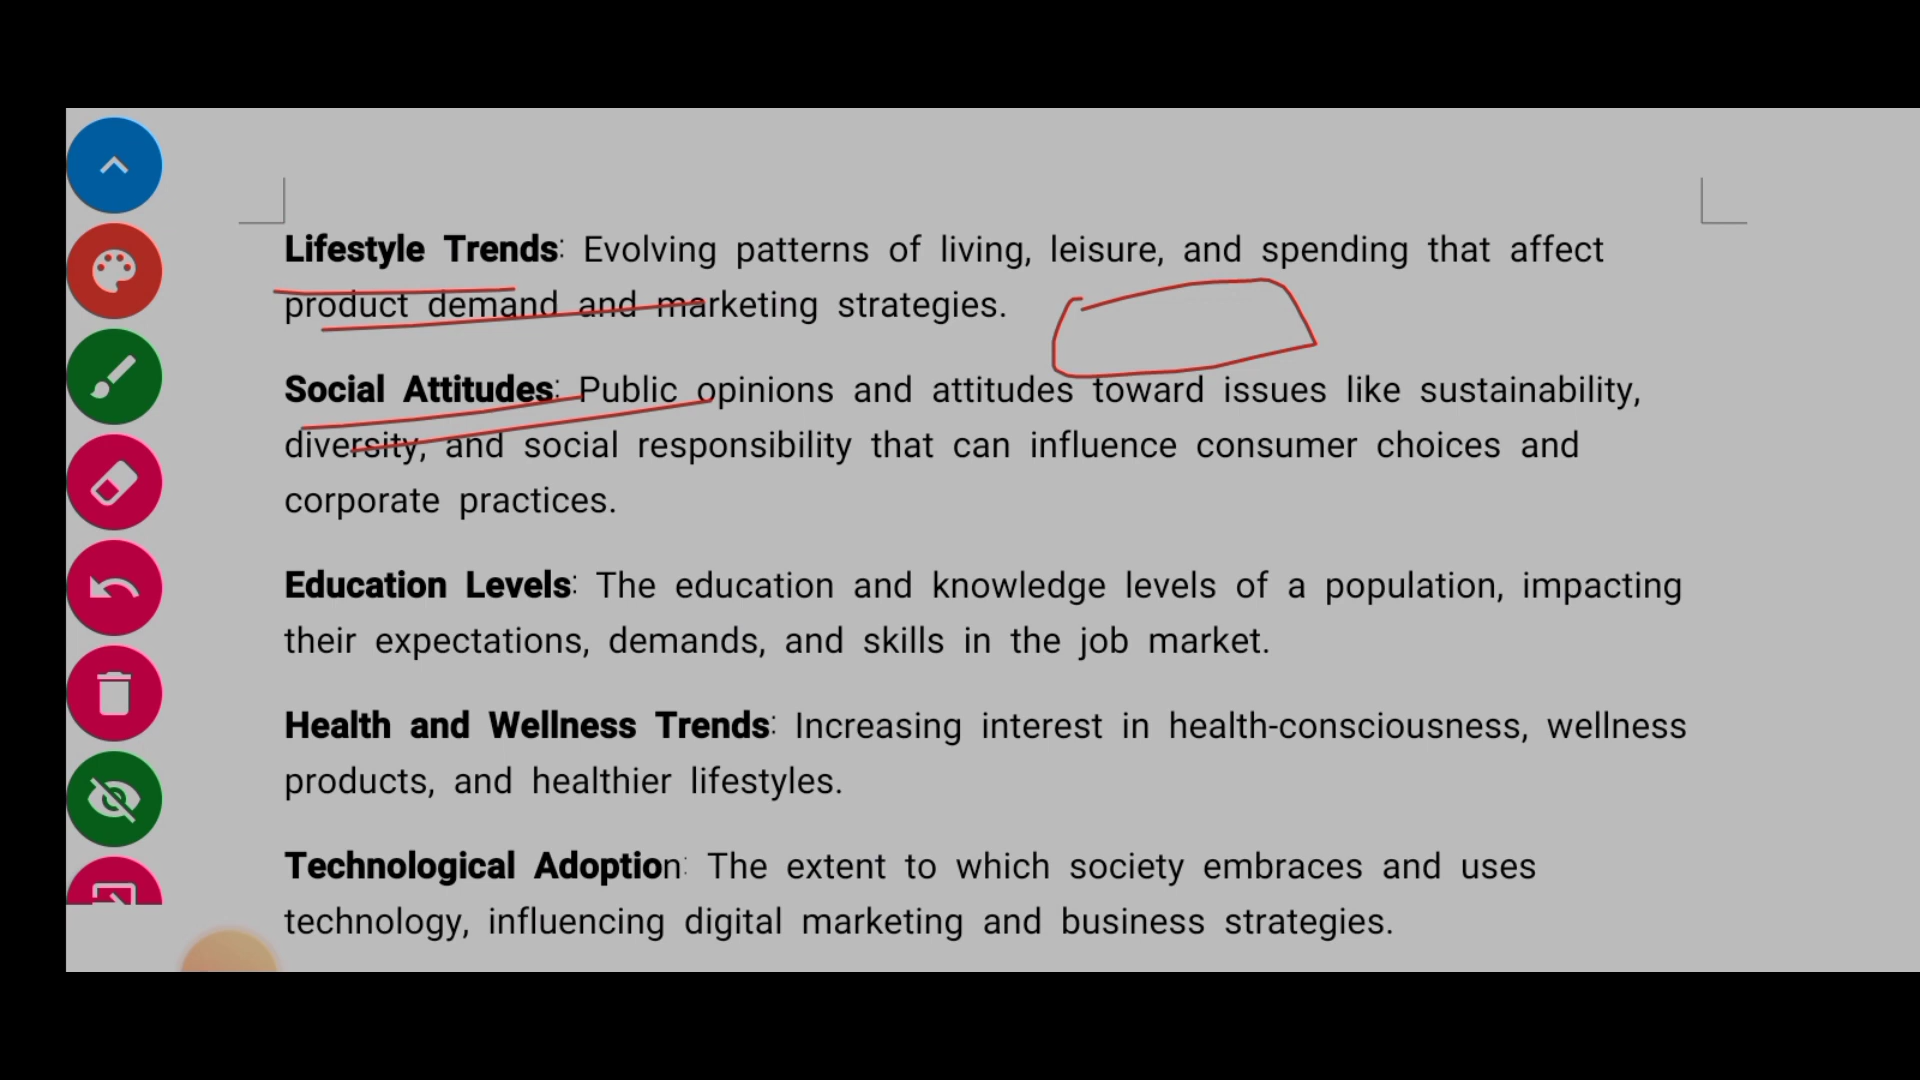 Lifestyle Trends: Evolving patterns of living, leisure, and spending that affect
product demand and marketing strategies.
Social Attitudes: Public opinions and attitudes toward issues like sustainability,
diversity, and social responsibility that can influence consumer choices and
corporate practices.
Education Levels: The education and knowledge levels of a population, impacting
their expectations, demands, and skills in the job market.
Health and Wellness Trends: Increasing interest in health-consciousness, wellness
products, and healthier lifestyles.
Technological Adoption: The extent to which society embraces and uses
technology, influencing digital marketing and business strategies.